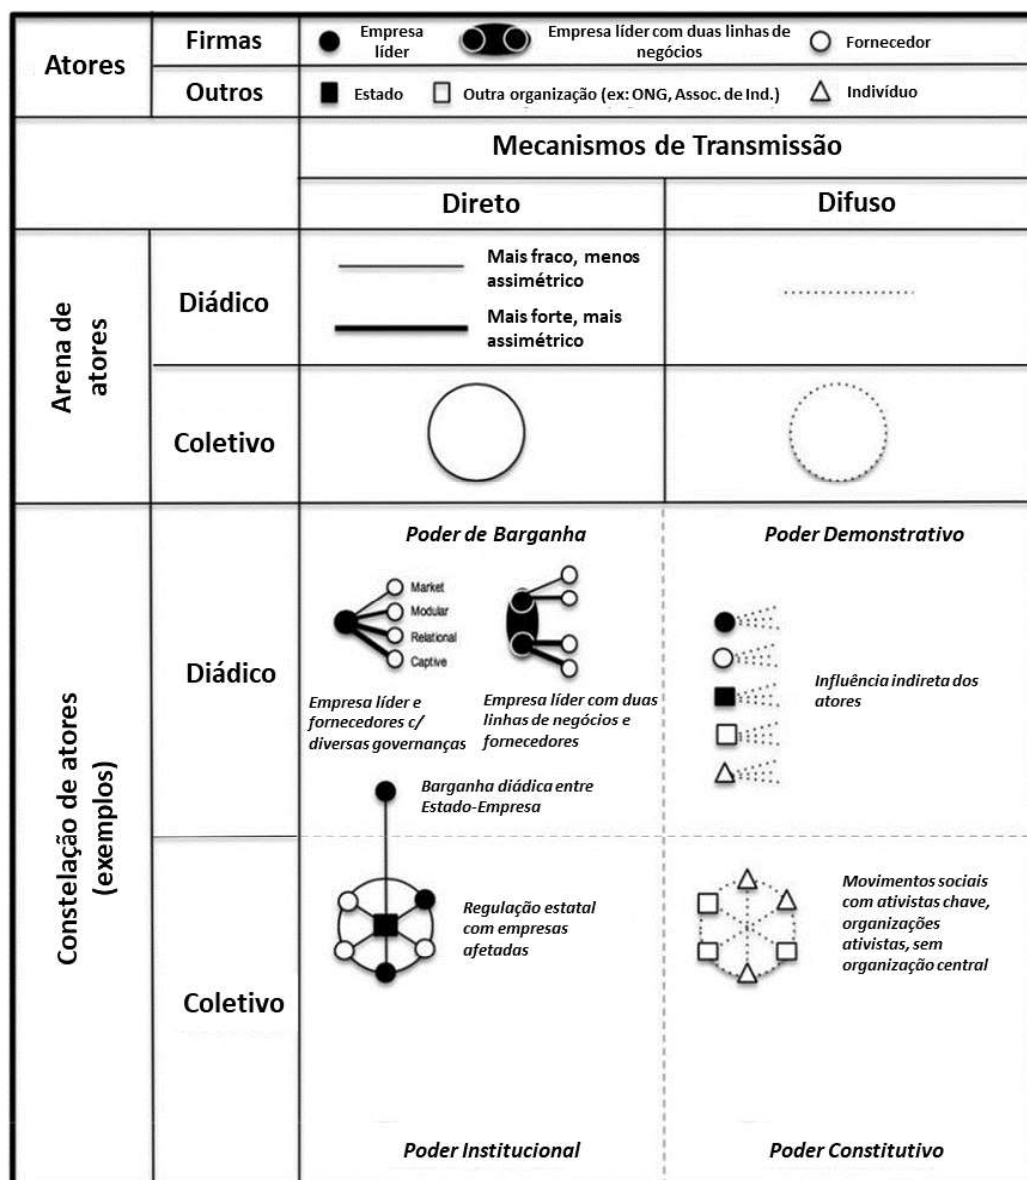 Atores
Firmas
Empresa
líder
Empresa líder com duas linhas de
negócios
Fornecedor
Outros
Estado
Outra organização (ex: ONG, Assoc. de Ind.)
Indivíduo
Mecanismos de Transmissão
Direto
Difuso
Arena de
atores
Diádico
Mais fraco, menos
assimétrico
Mais forte, mais
assimétrico
Coletivo
Constelação de atores
(exemplos)
Diádico
Poder de Barganha
Market
Modular
Relational
Captive
Empresa líder e
fornecedores c/
diversas governanças
Empresa líder com duas
linhas de negócios e
fornecedores
Barganha diádica entre
Estado-Empresa
Poder Demonstrativo
Influência indireta dos
atores
Coletivo
Regulação estatal
com empresas
afetadas
Poder Institucional
Movimentos sociais
com ativistas chave,
organizações
ativistas, sem
organização central
Poder Constitutivo